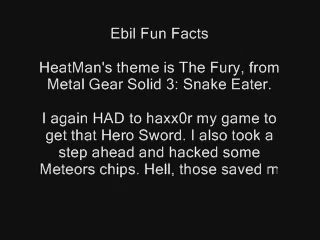 Ebil Fun Facts
HeatMan's theme is The Fury, from
Metal Gear Solid 3: Snake Eater.
I again HAD to haxx0r my game to
get that Hero Sword. I also took a
step ahead and hacked some
Meteors chips. Hell, those saved m